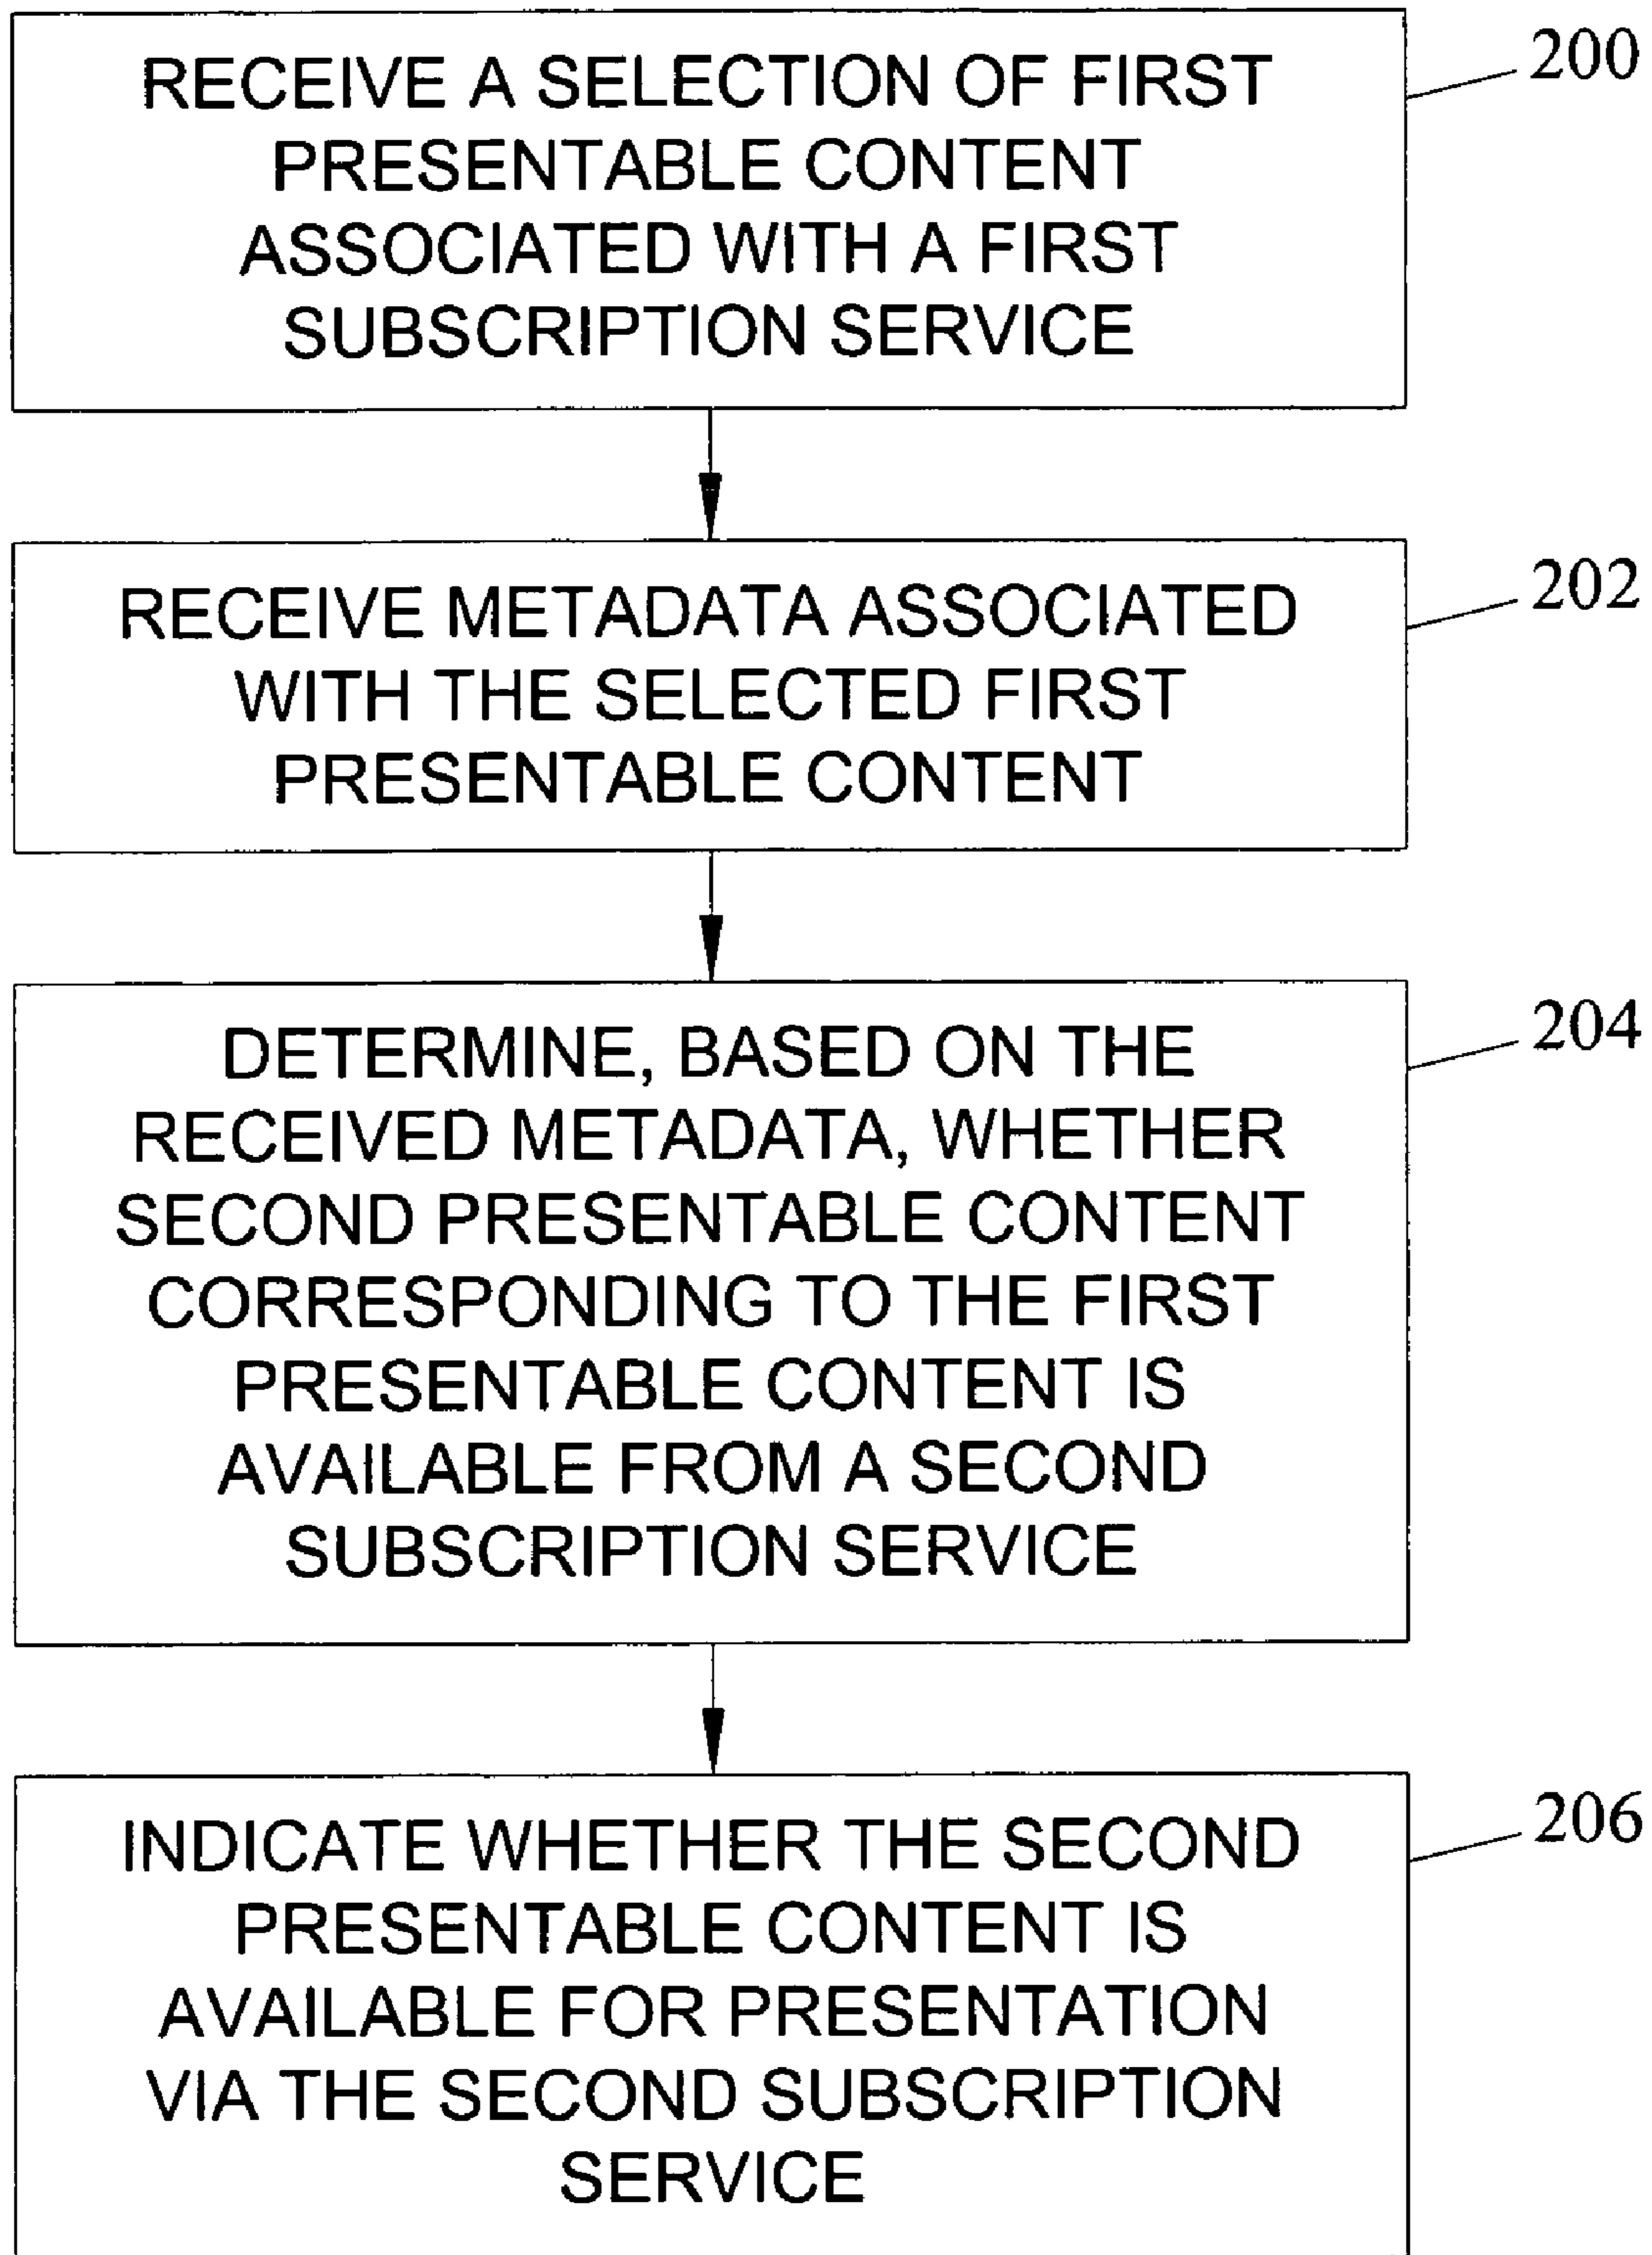 RECEIVE A SELECTION OF FIRST
PRESENTABLE CONTENT
ASSOCIATED WITH A FIRST
SUBSCRIPTION SERVICE
200
RECEIVE METADATA ASSOCIATED
WITH THE SELECTED FIRST
PRESENTABLE CONTENT
202
DETERMINE, BASED ON THE
RECEIVED METADATA, WHETHER
SECOND PRESENTABLE CONTENT
CORRESPONDING TO THE FIRST
PRESENTABLE CONTENT IS
AVAILABLE FROM A SECOND
SUBSCRIPTION SERVICE
204
INDICATE WHETHER THE SECOND
PRESENTABLE CONTENT IS
AVAILABLE FOR PRESENTATION
VIA THE SECOND SUBSCRIPTION
SERVICE
206